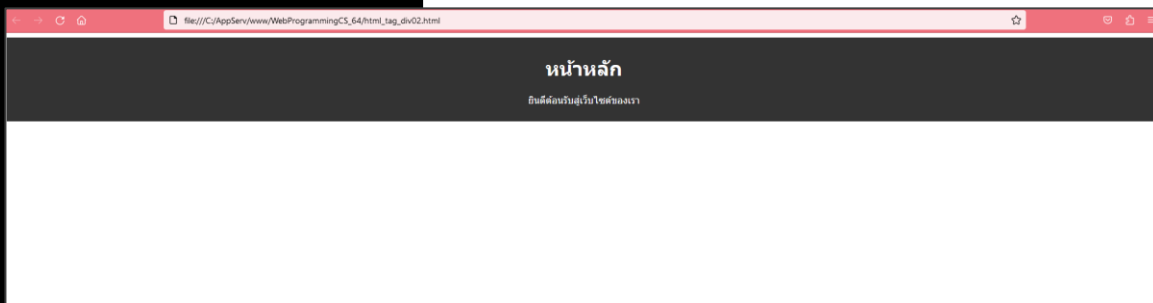 file:///C:/AppServ/www/WebProgrammingCS_64/html_tag_div02.html
หน้าหลัก
ยินดีต้อนรับสู่เว็บไซต์ของเรา